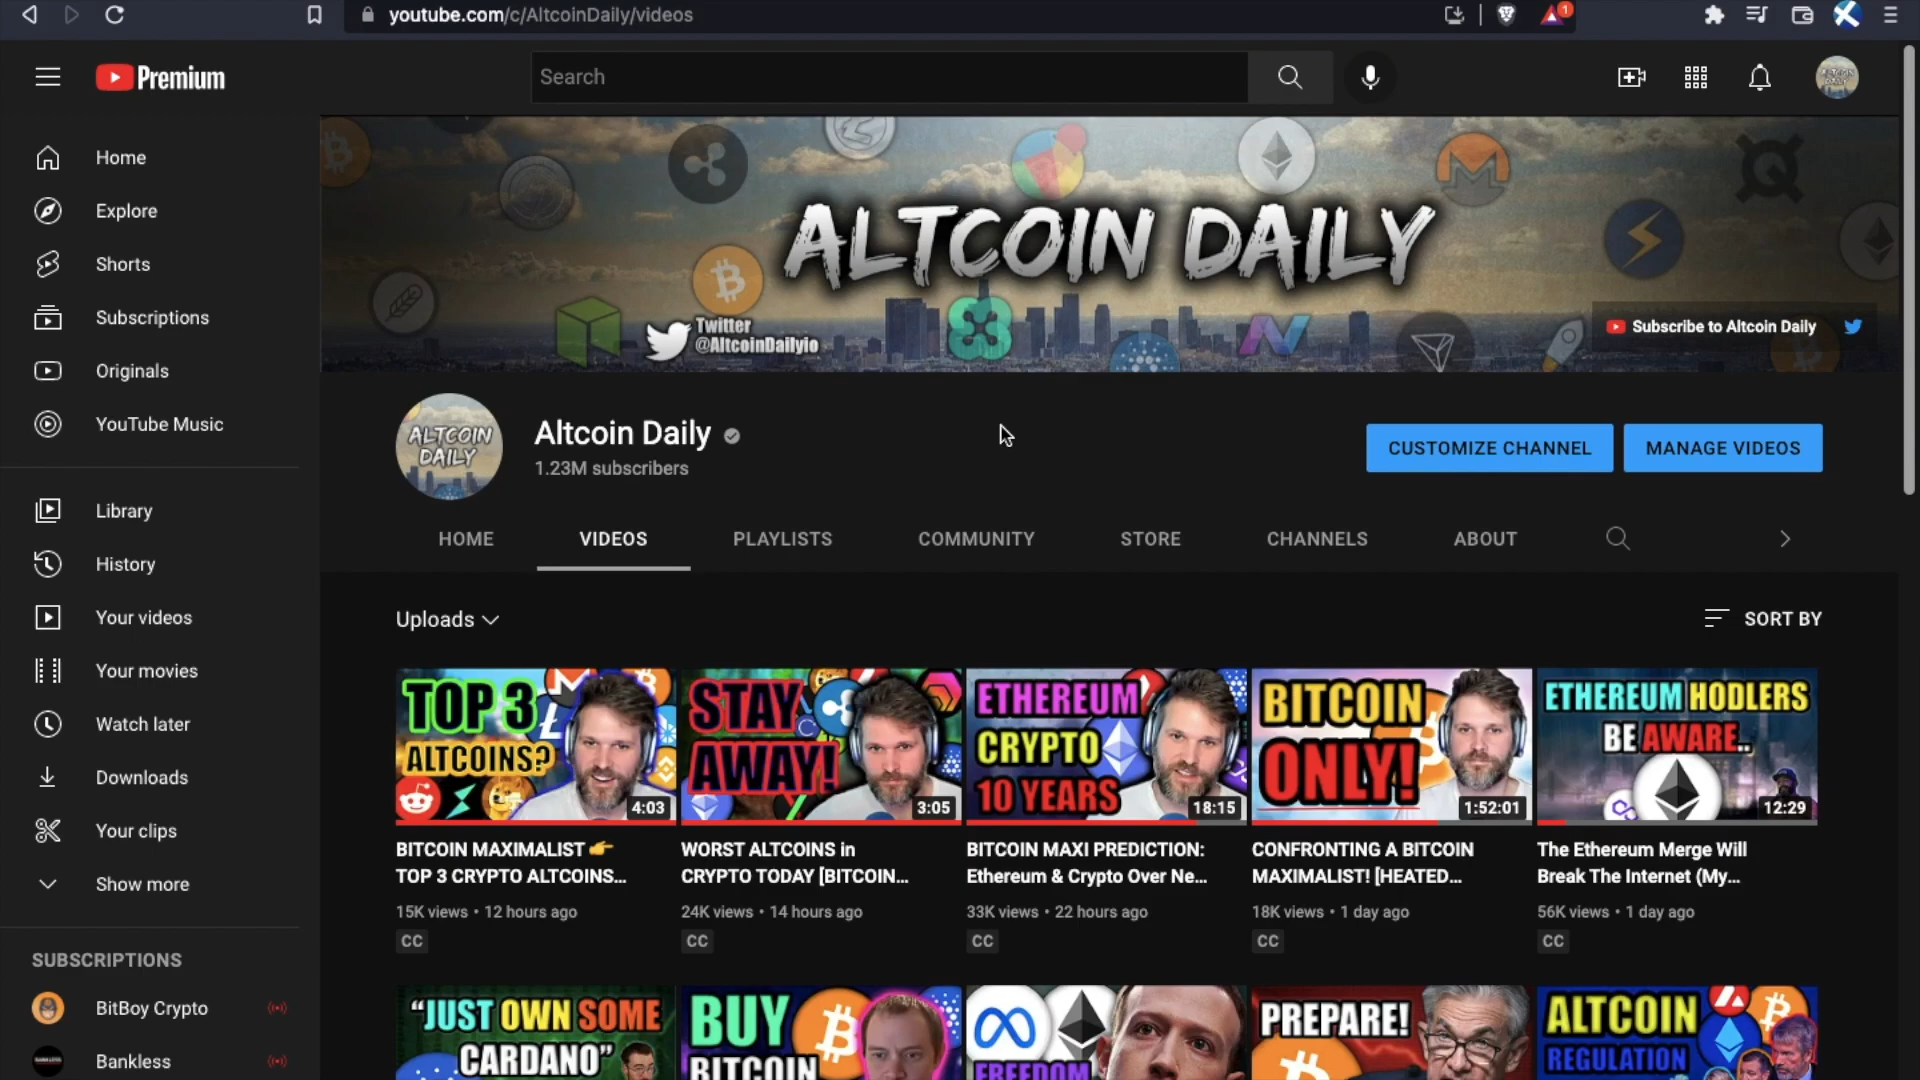 youtube.com/c/AltcoinDaily/videos
1
Premium
Search
ALTCOIN
DAILY
Home
Explore
Shorts
Subscriptions
Originals
YouTube Music
Library
History
Your videos
Your movies
Watch later
Downloads
Your clips
Show more
SUBSCRIPTIONS
BitBoy Crypto
Bankless
ALTCOIN DAILY
Twitter
@AltcoinDailyio
Subscribe to Altcoin Daily
ALTCOIN
DAILY
Altcoin Daily
1.23M subscribers
CUSTOMIZE CHANNEL
MANAGE VIDEOS
HOME
VIDEOS
PLAYLISTS
COMMUNITY
STORE
CHANNELS
ABOUT
Uploads
SORT BY
TOP 3
ALTCOINS?
4:03
BITCOIN MAXIMALIST 👉
TOP 3 CRYPTO ALTCOINS...
15K views • 12 hours ago
CC
STAY
AWAY!
3:05
WORST ALTCOINS in
CRYPTO TODAY [BITCOIN...
24K views • 14 hours ago
CC
ETHEREUM
CRYPTO
10 YEARS
18:15
BITCOIN MAXI PREDICTION:
Ethereum & Crypto Over Ne...
33K views • 22 hours ago
CC
BITCOIN
ONLY!
1:52:01
CONFRONTING A BITCOIN
MAXIMALIST! [HEATED...
18K views • 1 day ago
CC
ETHEREUM HODLERS
BE AWARE..
12:29
The Ethereum Merge Will
Break The Internet (My...
56K views • 1 day ago
CC
“JUST OWN SOME
CARDANO”
BUY
BITCOIN
FREEDOM
PREPARE!
ALTCOIN
REGULATION